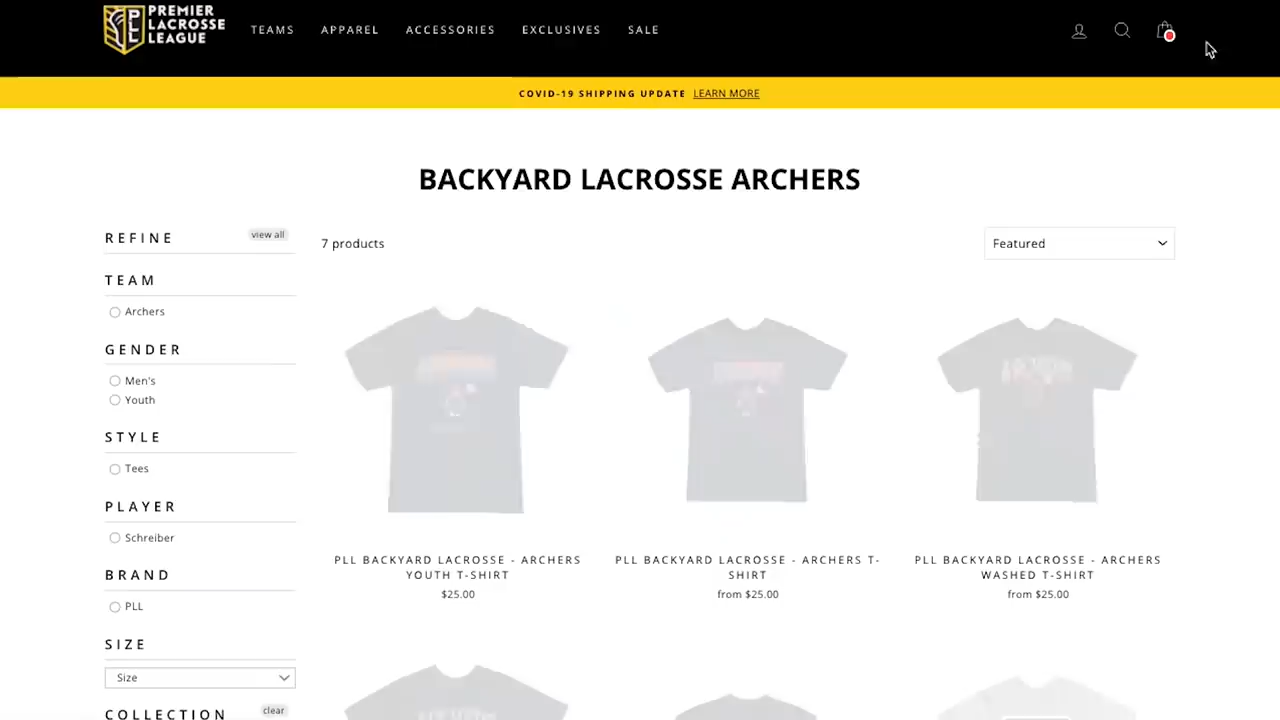 PREMIER
LACROSSE
LEAGUE
TEAMS
APPAREL
ACCESSORIES
EXCLUSIVES
SALE
COVID-19 SHIPPING UPDATE LEARN MORE
BACKYARD LACROSSE ARCHERS
REFINE
view all
7 products
Featured
TEAM
Archers
GENDER
Men's
Youth
STYLE
Tees
PLAYER
Schreiber
BRAND
PLL
SIZE
Size
COLLECTION
clear
PLL BACKYARD LACROSSE - ARCHERS
YOUTH T-SHIRT
$25.00
PLL BACKYARD LACROSSE - ARCHERS T-
SHIRT
from $25.00
PLL BACKYARD LACROSSE - ARCHERS
WASHED T-SHIRT
from $25.00